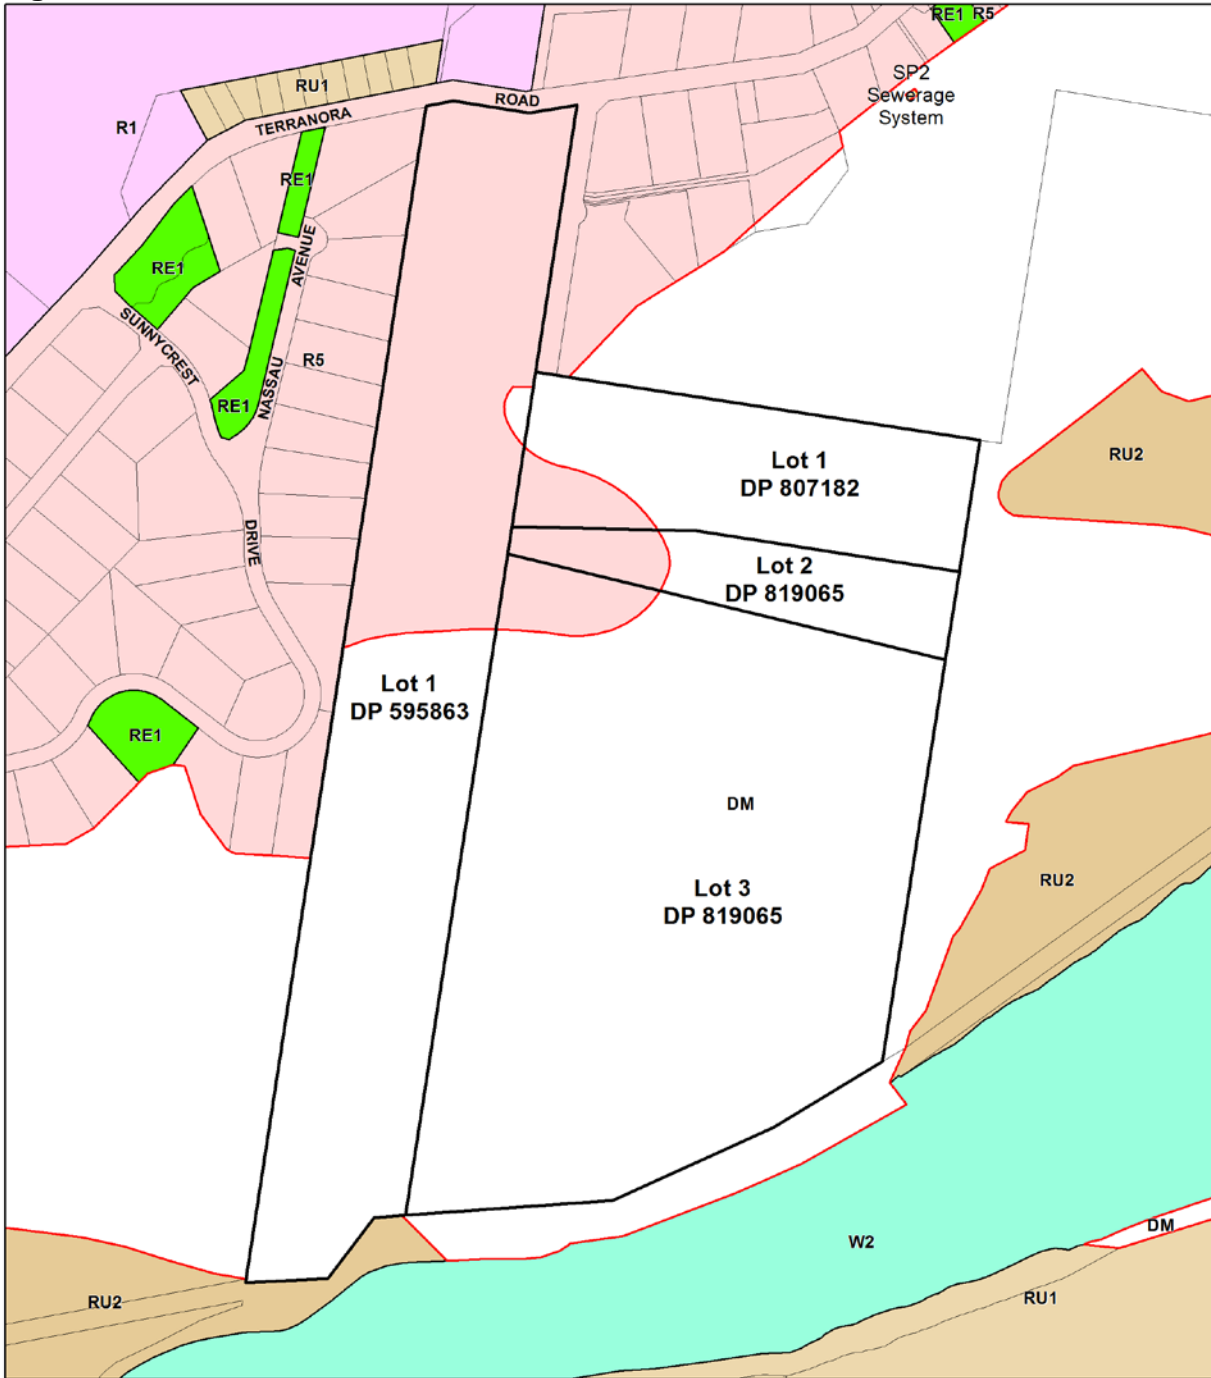 RE1 R5
SP2
Sewerage
System
RU1
ROAD
TERRANORA
R1
RE1
AVENUE
RE1
SUNNYCREST
R5
NASSAU
RE1
Lot 1
DP 807182
RU2
DRIVE
Lot 2
DP 819065
Lot 1
DP 595863
RE1
DM
Lot 3
DP 819065
RU2
DM
W2
RU2
RU1